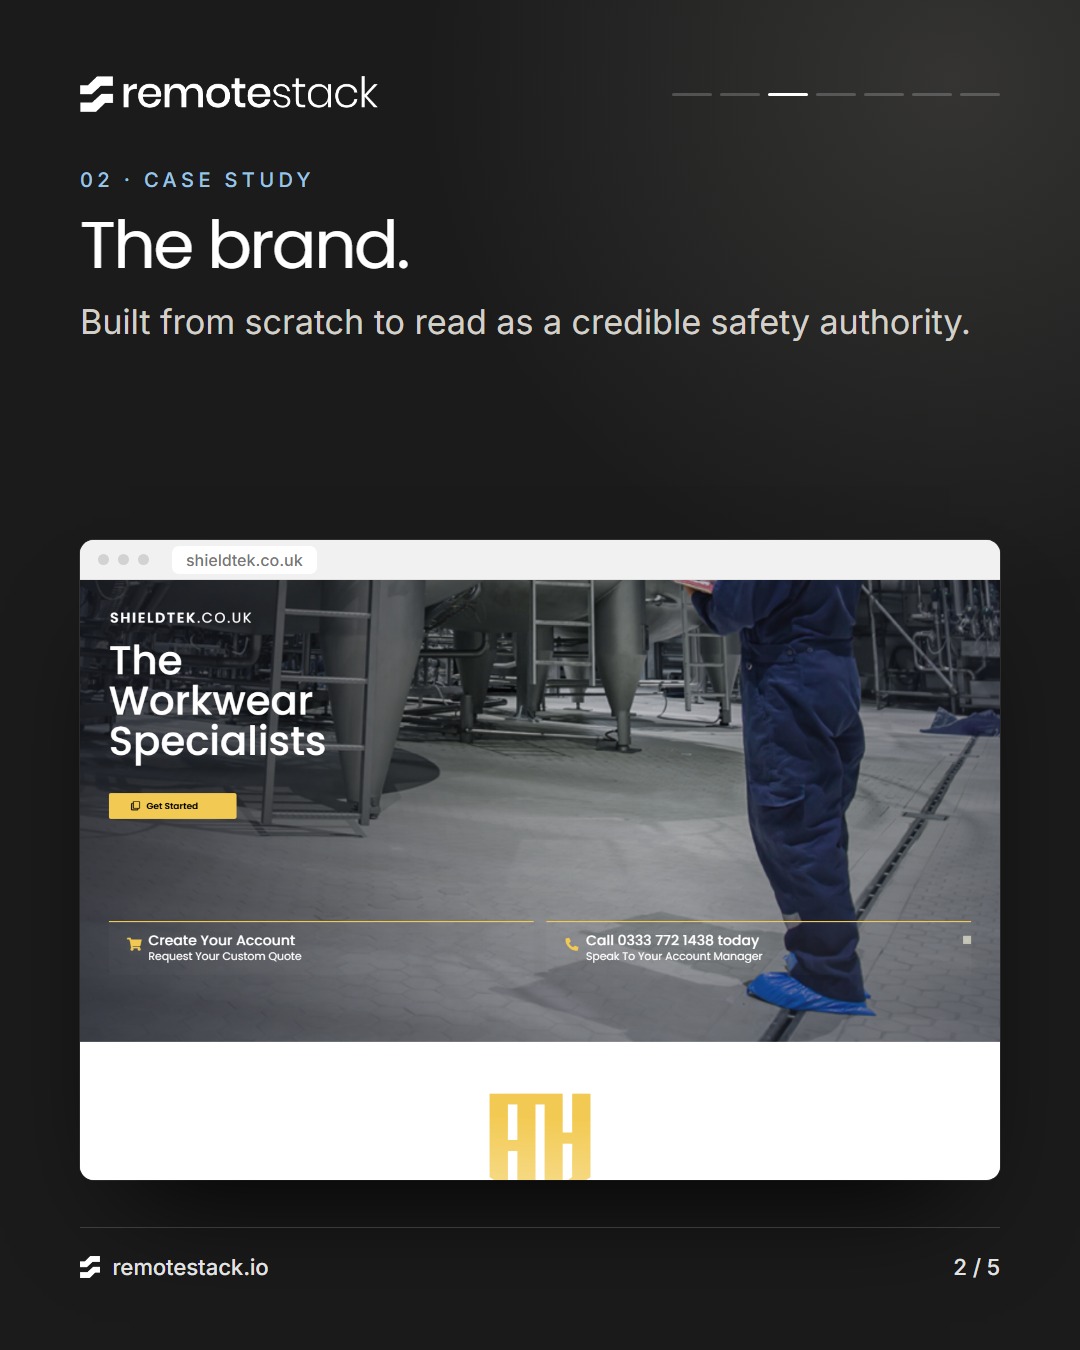 remotestack
02 · CASE STUDY
The brand.
Built from scratch to read as a credible safety authority.
shieldtek.co.uk
SHIELDTEK.CO.UK
The
Workwear
Specialists
Get Started
Create Your Account
Request Your Custom Quote
Call 0333 772 1438 today
Speak To Your Account Manager
ATH
remotestack.io
2 / 5